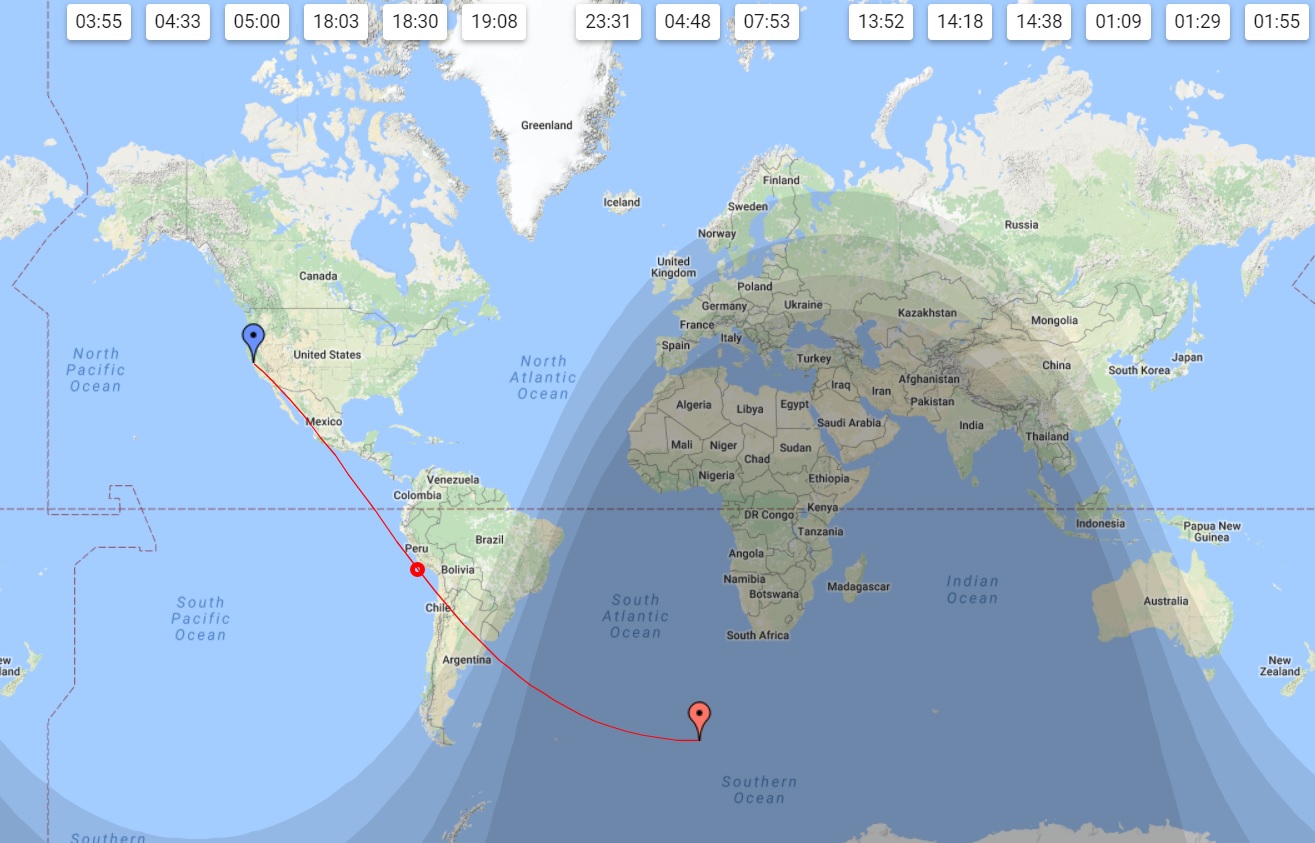 03:55 04:33 05:00 18:03 18:30 19:08 23:31 04:48 07:53 13:52 14:18 14:38 01:09 01:29 01:55
Greenland
Finland
Iceland
Sweden
Russia
Norway
United
Kingdom
Canada
Poland
Germany
Ukraine
Kazakhstan
Mongolia
France
Italy
Spain
Turkey
North
Pacific
Ocean
United States
North
Atlantic
Ocean
China
Japan
South Korea
Iraq
Iran
Afghanistan
Pakistan
Algeria
Libya
Egypt
Saudi Arabia
India
Thailand
Mexico
Mali
Niger
Chad
Sudan
Nigeria
Ethiopia
Venezuela
Colombia
Kenya
DR Congo
Tanzania
Indonesia
Papua New
Guinea
Brazil
Peru
Bolivia
Angola
Namibia
Botswana
Madagascar
Indian
Ocean
Australia
South
Pacific
Ocean
South
Atlantic
Ocean
Chile
South Africa
Argentina
ew
land
New
Zealand
Southern
Ocean
Southern